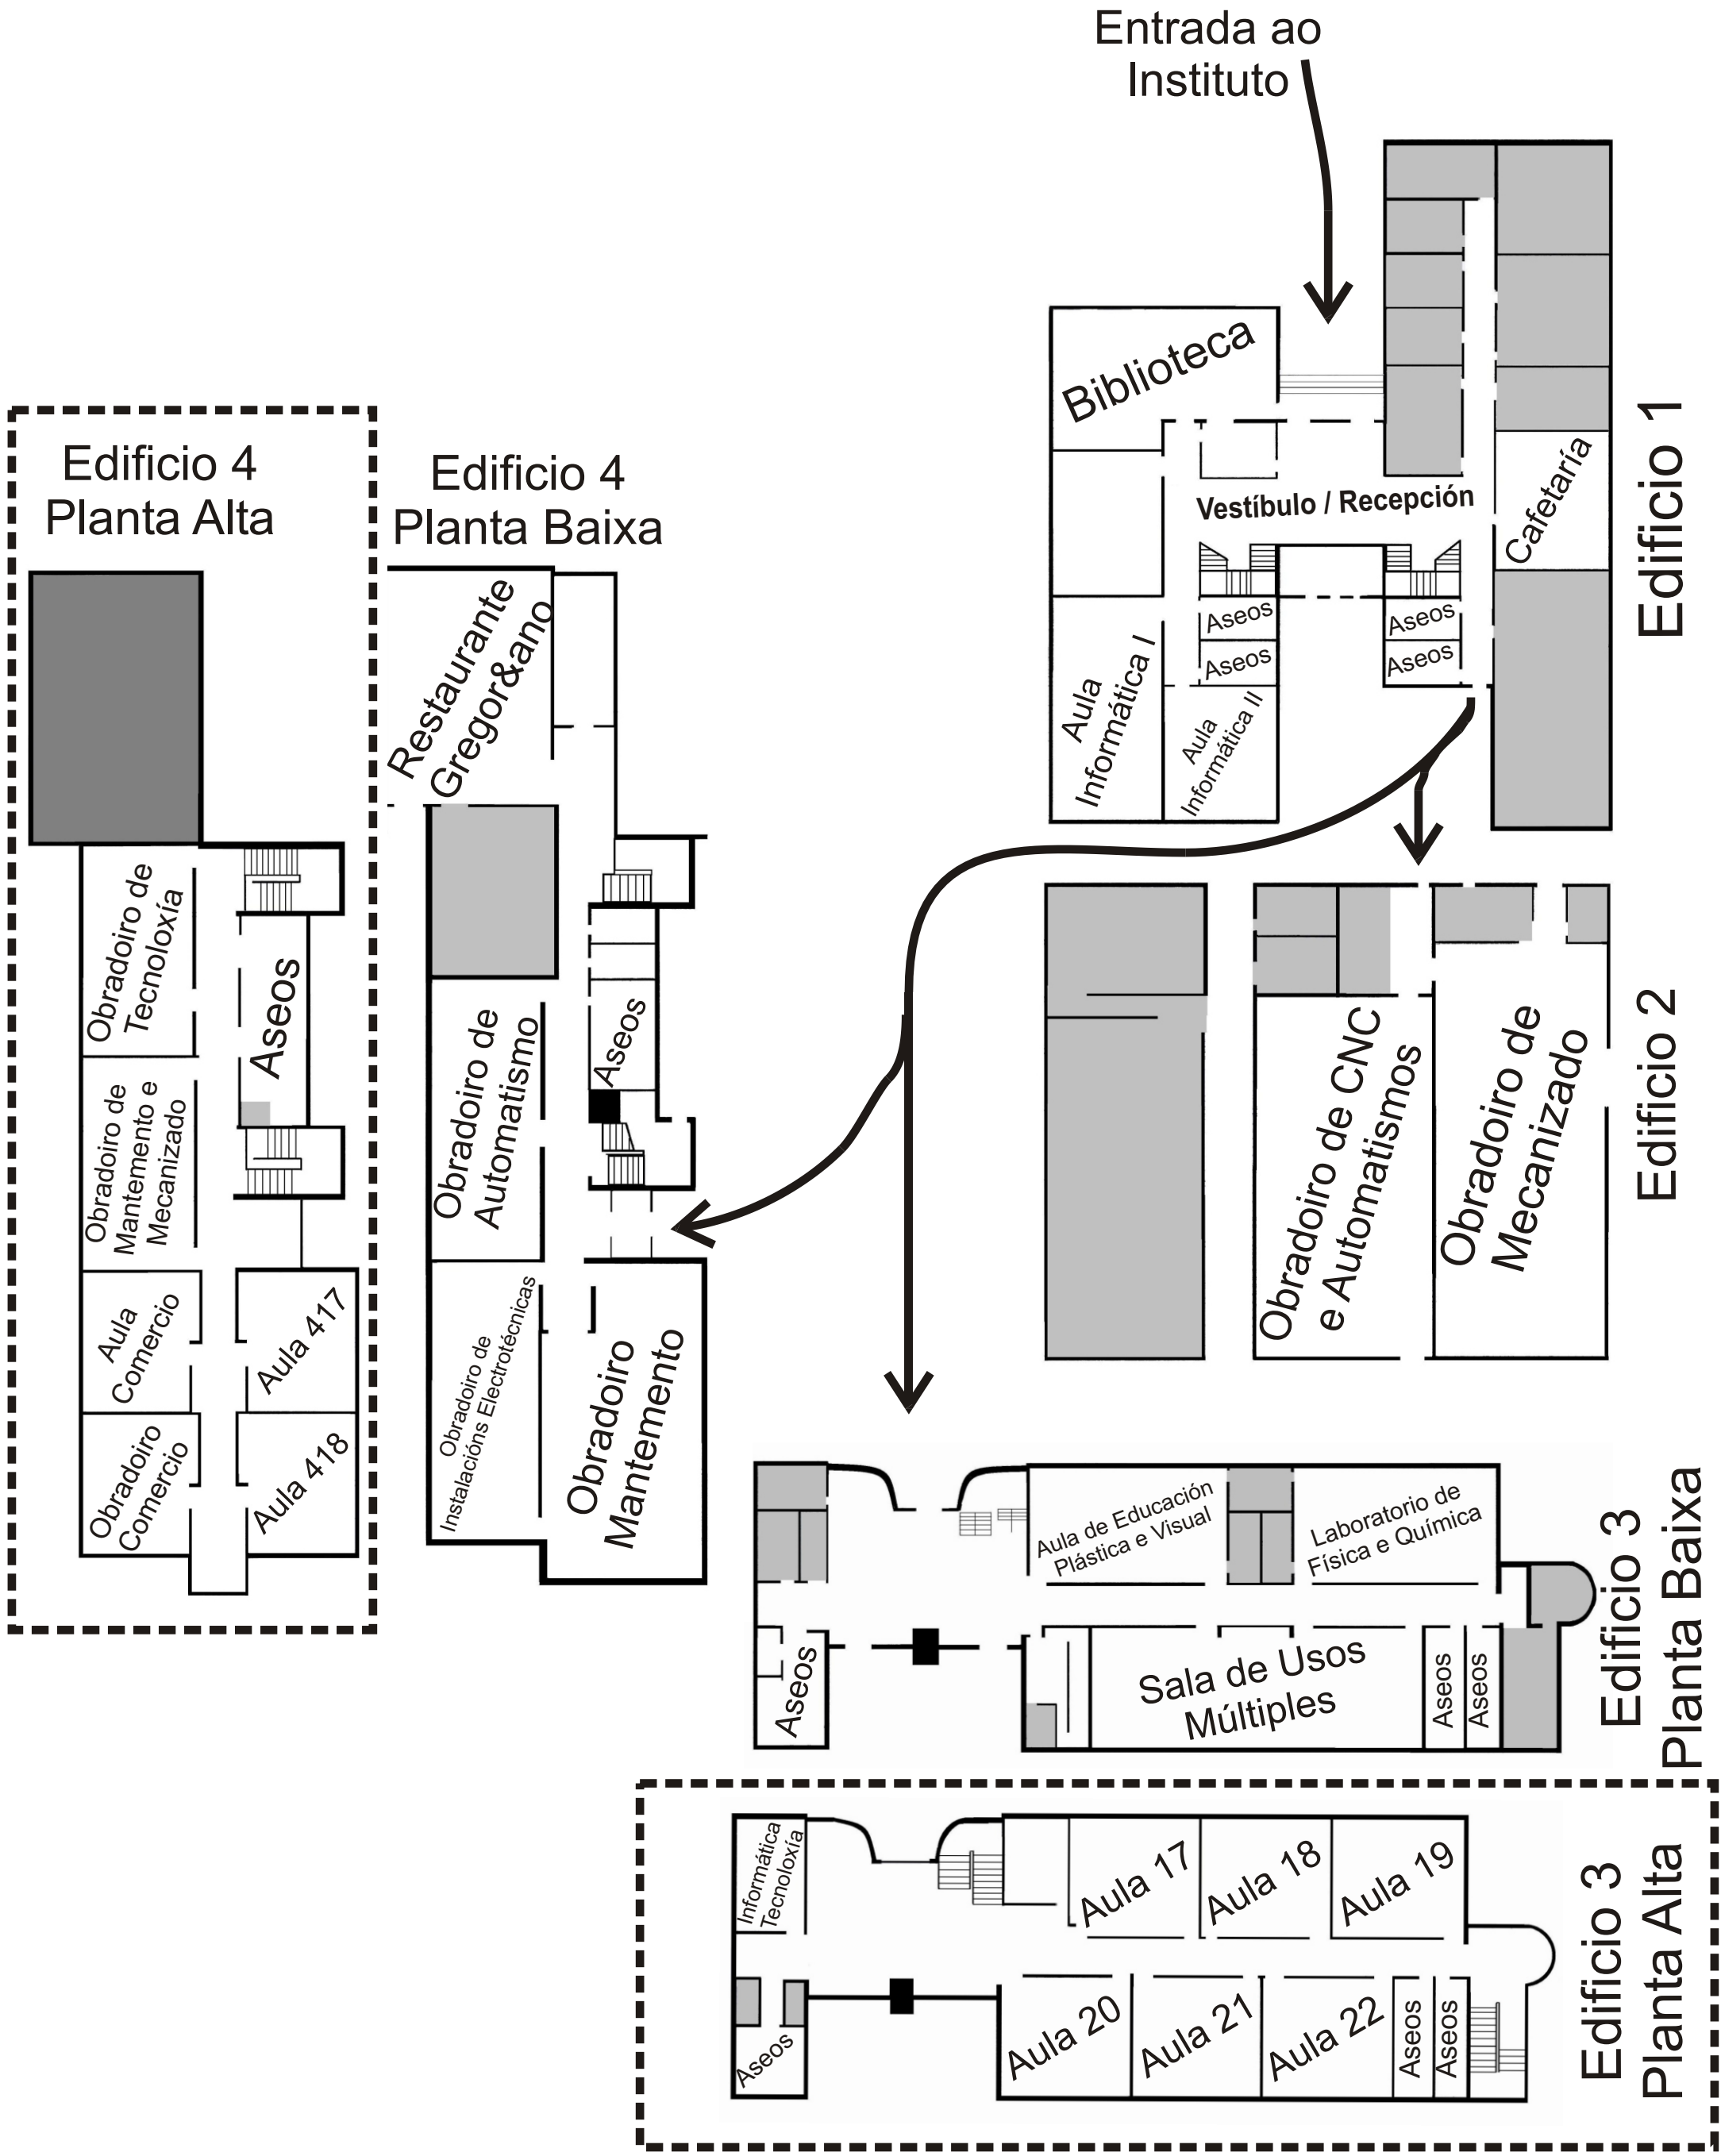 Entrada ao
Instituto
Biblioteca
Vestíbulo / Recepción
Cafetaría
Aseos
Aseos
Aseos
Aseos
Aula
Informática I
Aula
Informática II
Edificio 1
Edificio 4
Planta Alta
Obradoiro de
Tecnoloxía
Aseos
Obradoiro de
Mantemento e
Mecanizado
Aula
Comercio
Aula 417
Obradoiro
Comercio
Aula 418
Edificio 4
Planta Baixa
Restaurante
Gregor&ano
Obradoiro de
Automatismo
Aseos
Obradoiro de
Instalacións Electrotécnicas
Obradoiro
Mantemento
Obradoiro de CNC
e Automatismos
Obradoiro de
Mecanizado
Edificio 2
Aula de Educación
Plástica e Visual
Laboratorio de
Física e Química
Aseos
Sala de Usos
Múltiples
Aseos
Aseos
Edificio 3
Planta Baixa
Informática
Tecnoloxía
Aula 17
Aula 18
Aula 19
Aseos
Aula 20
Aula 21
Aula 22
Aseos
Aseos
Edificio 3
Planta Alta